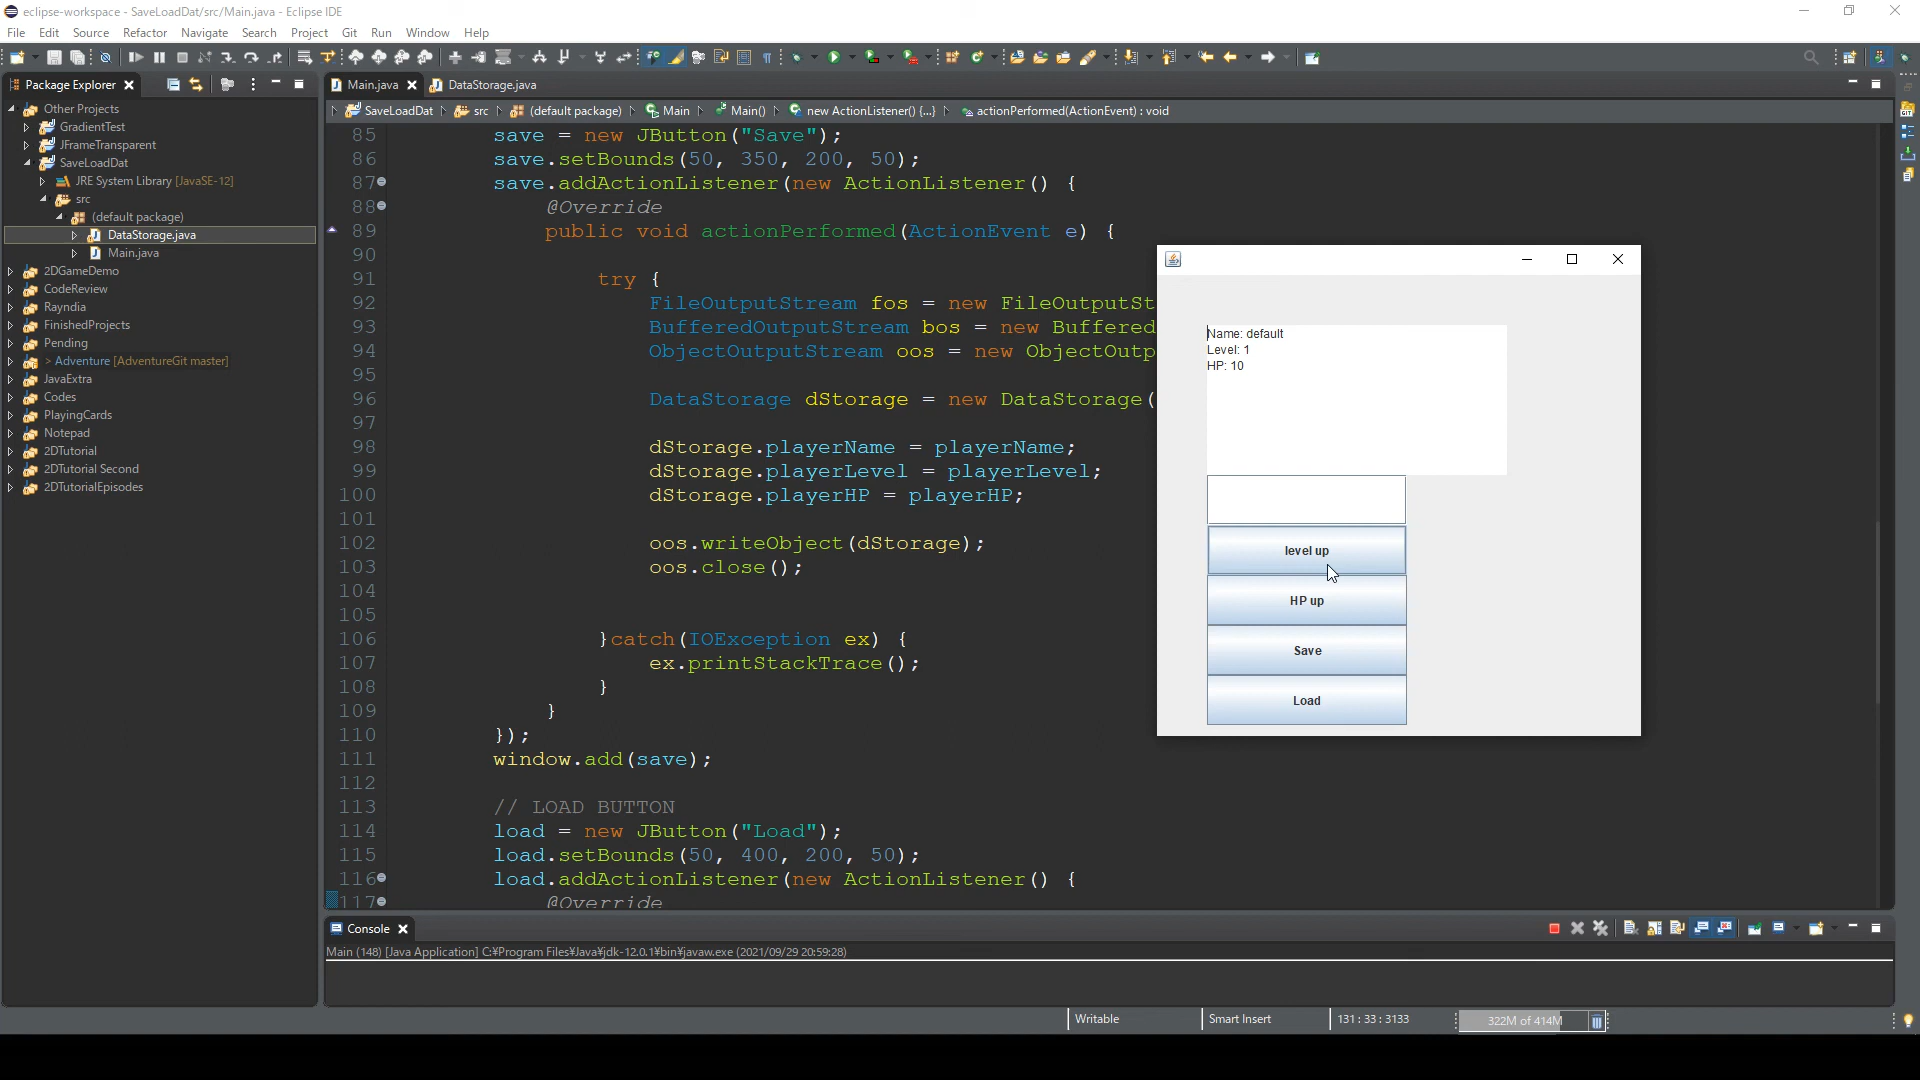 eclipse-workspace - SaveLoadDat/src/Main.java - Eclipse IDE
File Edit Source Refactor Navigate Search Project Git Run Window Help
Package Explorer
Main.java
DataStorage.java
Other Projects
GradientTest
JFrameTransparent
SaveLoadDat
JRE System Library [JavaSE-12]
src
(default package)
DataStorage.java
Main.java
2DGameDemo
CodeReview
Rayndia
FinishedProjects
Pending
> Adventure [AdventureGit master]
JavaExtra
Codes
PlayingCards
Notepad
2DTutorial
2DTutorial Second
2DTutorialEpisodes
SaveLoadDat src (default package) Main Main() new ActionListener() {...} actionPerformed(ActionEvent) : void
85 save = new JButton("Save");
86 save.setBounds(50, 350, 200, 50);
87 save.addActionListener(new ActionListener() {
88 @Override
89 public void actionPerformed(ActionEvent e) {
90
91 try {
92 FileOutputStream fos = new FileOutputSt
93 BufferedOutputStream bos = new Buffered
94 ObjectOutputStream oos = new ObjectOutp
95
96 DataStorage dStorage = new DataStorage(
97
98 dStorage.playerName = playerName;
99 dStorage.playerLevel = playerLevel;
100 dStorage.playerHP = playerHP;
101
102 oos.writeObject(dStorage);
103 oos.close();
104
105
106 }catch(IOException ex) {
107 ex.printStackTrace();
108 }
109 }
110 });
111 window.add(save);
112
113 // LOAD BUTTON
114 load = new JButton("Load");
115 load.setBounds(50, 400, 200, 50);
116 load.addActionListener(new ActionListener() {
117 @Override
Name: default
Level: 1
HP: 10
level up
HP up
Save
Load
Console
Main (148) [Java Application] C:¥Program Files¥Java¥jdk-12.0.1¥bin¥javaw.exe (2021/09/29 20:59:28)
Writable
Smart Insert
131 : 33 : 3133
322M of 414M